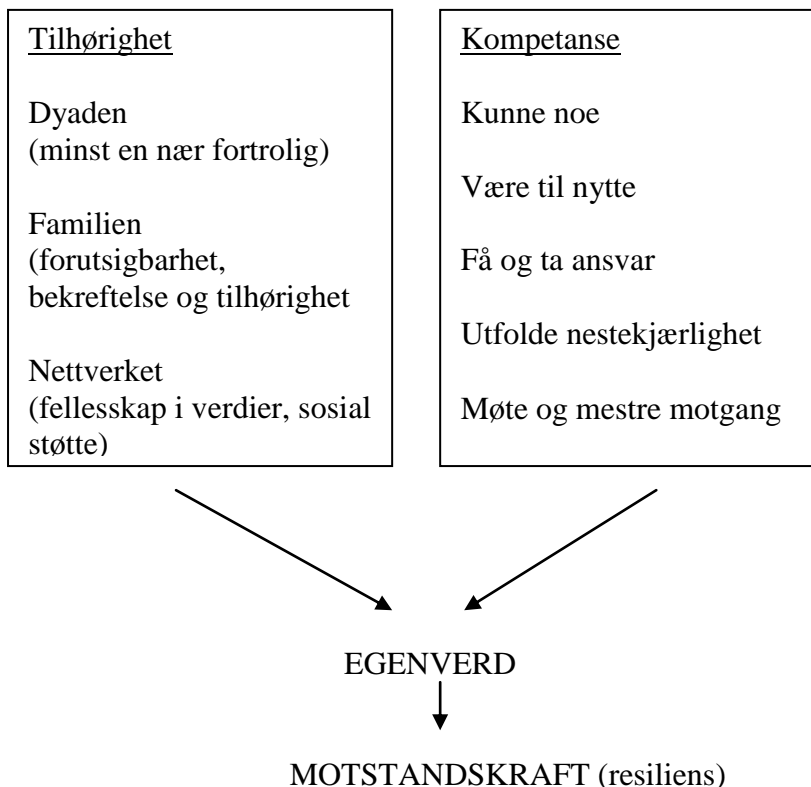 Tilhørighet
Dyaden
(minst en nær fortrolig)
Familien
(forutsigbarhet,
bekreftelse og tilhørighet
Nettverket
(fellesskap i verdier, sosial
støtte)
Kompetanse
Kunne noe
Være til nytte
Få og ta ansvar
Utfolde nestekjærlighet
Møte og mestre motgang
EGENVERD
MOTSTANDSKRAFT (resiliens)